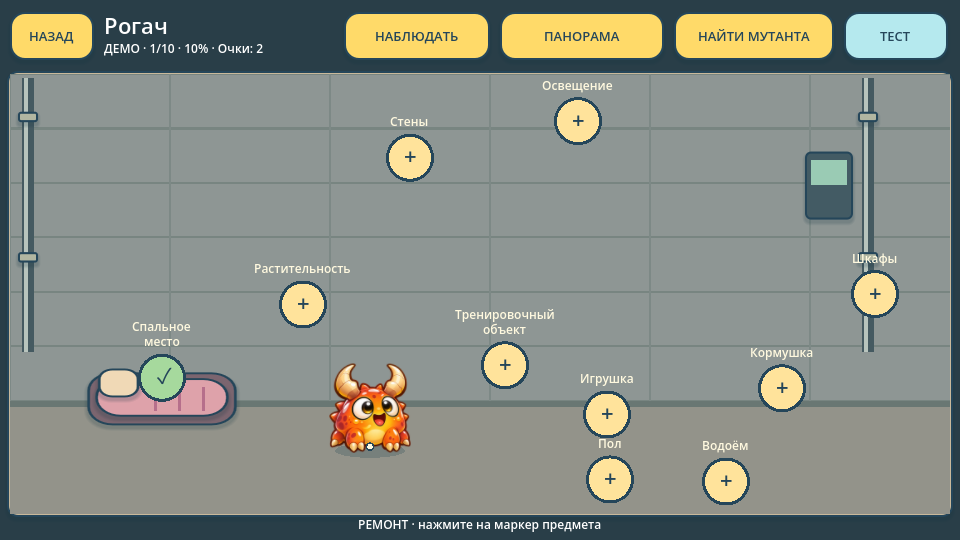 НАЗАД
Рогач
ДЕМО · 1/10 · 10% · Очки: 2
НАБЛЮДАТЬ
ПАНОРАМА
НАЙТИ МУТАНТА
ТЕСТ
Освещение
Стены
Шкафы
Растительность
Тренировочный
объект
Спальное
место
Кормушка
Игрушка
Пол
Водоём
РЕМОНТ · нажмите на маркер предмета